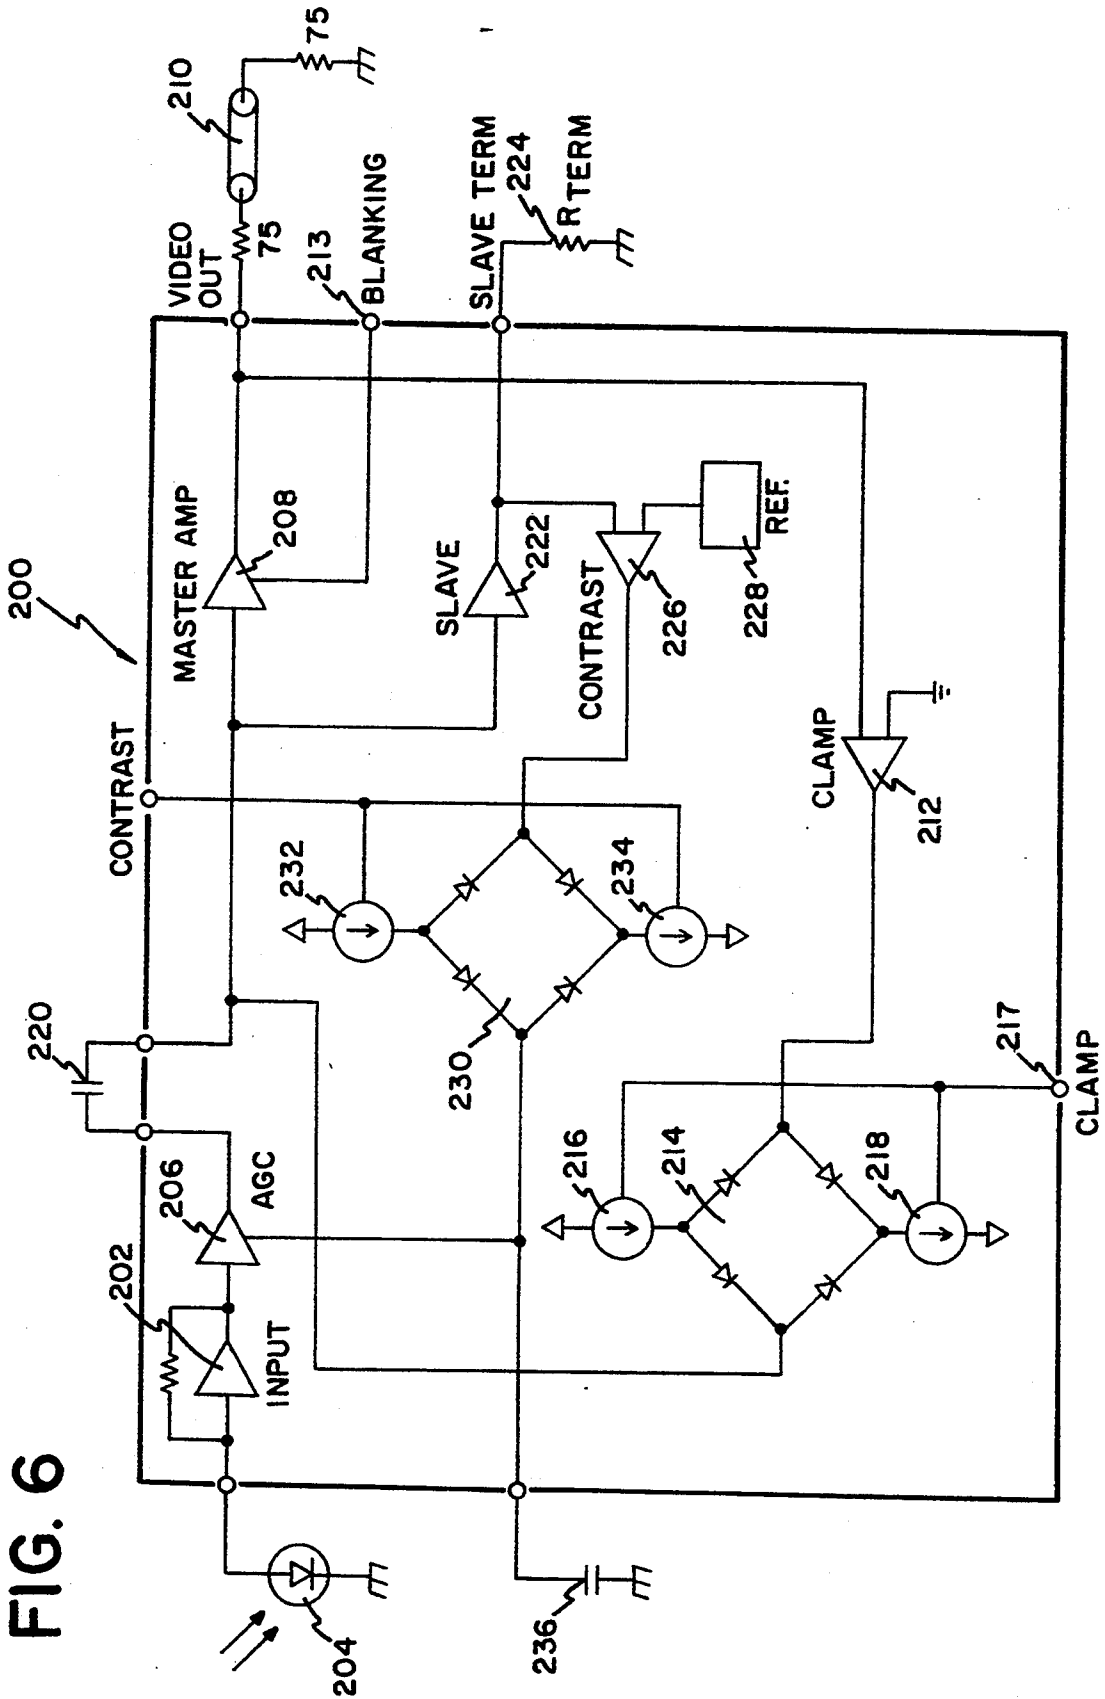 FIG. 6
200
220
CONTRAST
MASTER AMP
208
VIDEO
OUT
75
210
75
213
BLANKING
202
206
AGC
INPUT
204
232
230
234
SLAVE
222
SLAVE TERM
224
R TERM
CONTRAST
226
228
REF.
236
216
214
218
CLAMP
212
217
CLAMP